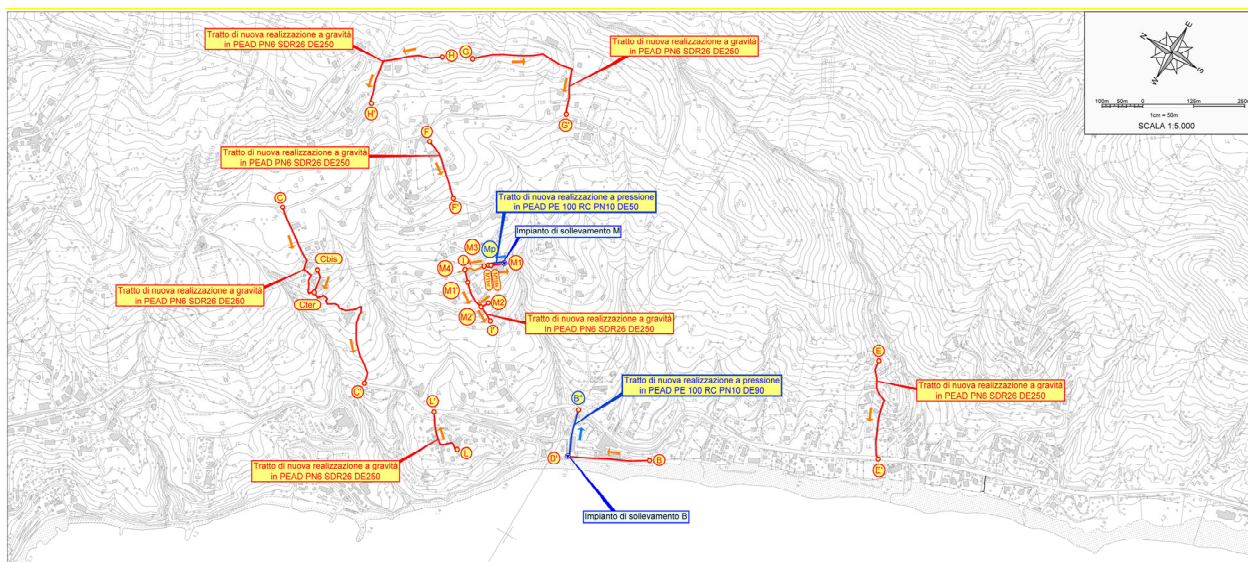 Tratto di nuova realizzazione a gravità
in PEAD PN6 SDR26 DE250
H
G
Tratto di nuova realizzazione a gravità
in PEAD PN6 SDR26 DE250
N
E
W
S
100m 50m 0 125m 250m
1cm = 50m
SCALA 1:5.000
H'
G'
F
Tratto di nuova realizzazione a gravità
in PEAD PN6 SDR26 DE250
F'
C
Tratto di nuova realizzazione a pressione
in PEAD PE 100 RC PN10 DE50
Impianto di sollevamento M
M3
Mp
I
M1
M4
Cbis
M1'
Cter
M2
M2'
I'
Tratto di nuova realizzazione a gravità
in PEAD PN6 SDR26 DE250
Tratto di nuova realizzazione a gravità
in PEAD PN6 SDR26 DE250
E
C'
Tratto di nuova realizzazione a pressione
in PEAD PE 100 RC PN10 DE90
Tratto di nuova realizzazione a gravità
in PEAD PN6 SDR26 DE250
B''
L'
L
B'
B
E'
Tratto di nuova realizzazione a gravità
in PEAD PN6 SDR26 DE250
Impianto di sollevamento B